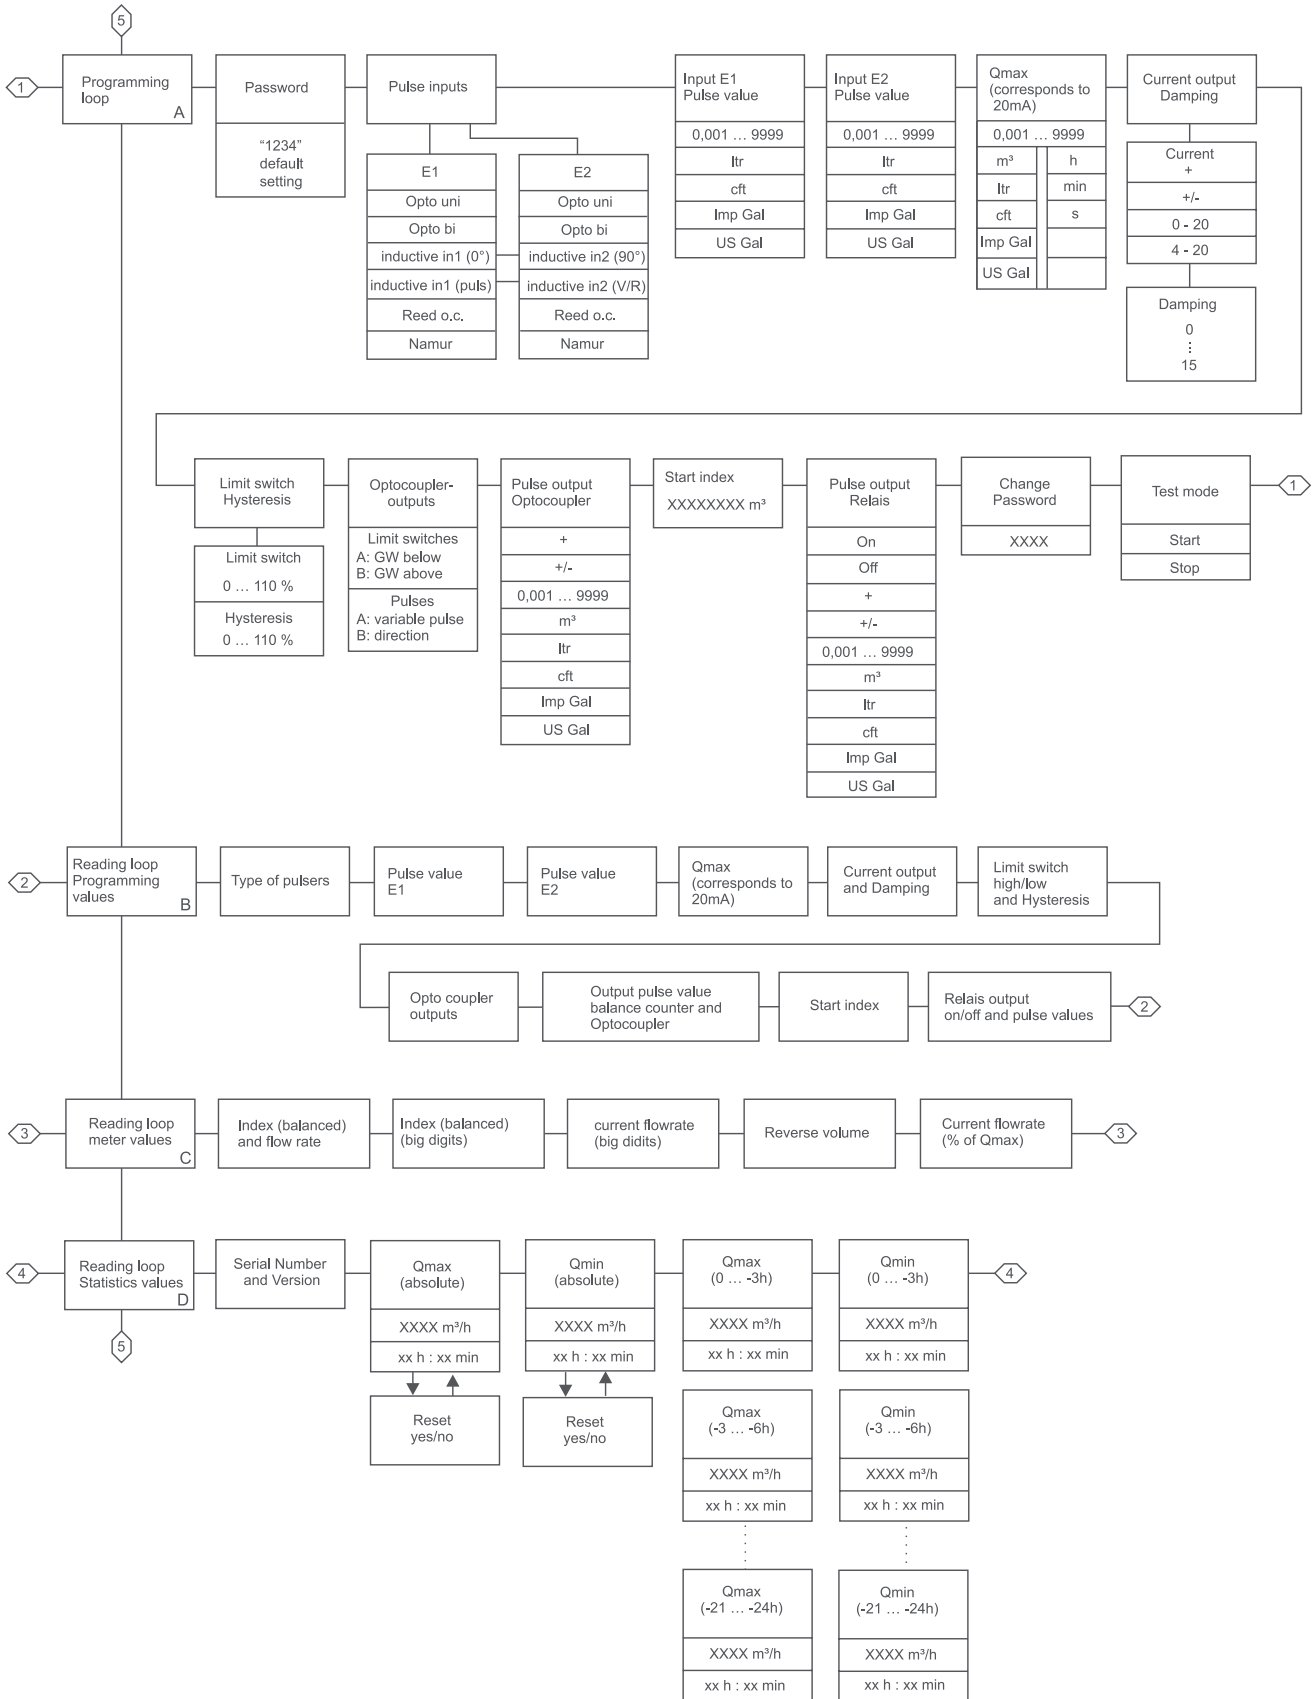 5
1
Programming
loop
A
Password
"1234"
default
setting
Pulse inputs
E1
Opto uni
Opto bi
inductive in1 (0°)
inductive in1 (puls)
Reed o.c.
Namur
E2
Opto uni
Opto bi
inductive in2 (90°)
inductive in2 (V/R)
Reed o.c.
Namur
Input E1
Pulse value
0,001 ... 9999
ltr
cft
Imp Gal
US Gal
Input E2
Pulse value
0,001 ... 9999
ltr
cft
Imp Gal
US Gal
Qmax
(corresponds to
20mA)
0,001 ... 9999
m³ h
ltr min
cft s
Imp Gal
US Gal
Current output
Damping
Current
+
+/-
0 - 20
4 - 20
Damping
0
⋮
15
Limit switch
Hysteresis
Limit switch
0 ... 110 %
Hysteresis
0 ... 110 %
Optocoupler-
outputs
Limit switches
A: GW below
B: GW above
Pulses
A: variable pulse
B: direction
Pulse output
Optocoupler
+
+/-
0,001 ... 9999
m³
ltr
cft
Imp Gal
US Gal
Start index
XXXXXXXX m³
Pulse output
Relais
On
Off
+
+/-
0,001 ... 9999
m³
ltr
cft
Imp Gal
US Gal
Change
Password
XXXX
Test mode
Start
Stop
1
2
Reading loop
Programming
values
B
Type of pulsers
Pulse value
E1
Pulse value
E2
Qmax
(corresponds to
20mA)
Current output
and Damping
Limit switch
high/low
and Hysteresis
Opto coupler
outputs
Output pulse value
balance counter and
Optocoupler
Start index
Relais output
on/off and pulse values
2
3
Reading loop
meter values
C
Index (balanced)
and flow rate
Index (balanced)
(big digits)
current flowrate
(big didits)
Reverse volume
Current flowrate
(% of Qmax)
3
4
Reading loop
Statistics values
D
5
Serial Number
and Version
Qmax
(absolute)
XXXX m³/h
xx h : xx min
Reset
yes/no
Qmin
(absolute)
XXXX m³/h
xx h : xx min
Reset
yes/no
Qmax
(0 ... -3h)
XXXX m³/h
xx h : xx min
Qmin
(0 ... -3h)
XXXX m³/h
xx h : xx min
4
Qmax
(-3 ... -6h)
XXXX m³/h
xx h : xx min
Qmin
(-3 ... -6h)
XXXX m³/h
xx h : xx min
Qmax
(-21 ... -24h)
XXXX m³/h
xx h : xx min
Qmin
(-21 ... -24h)
XXXX m³/h
xx h : xx min